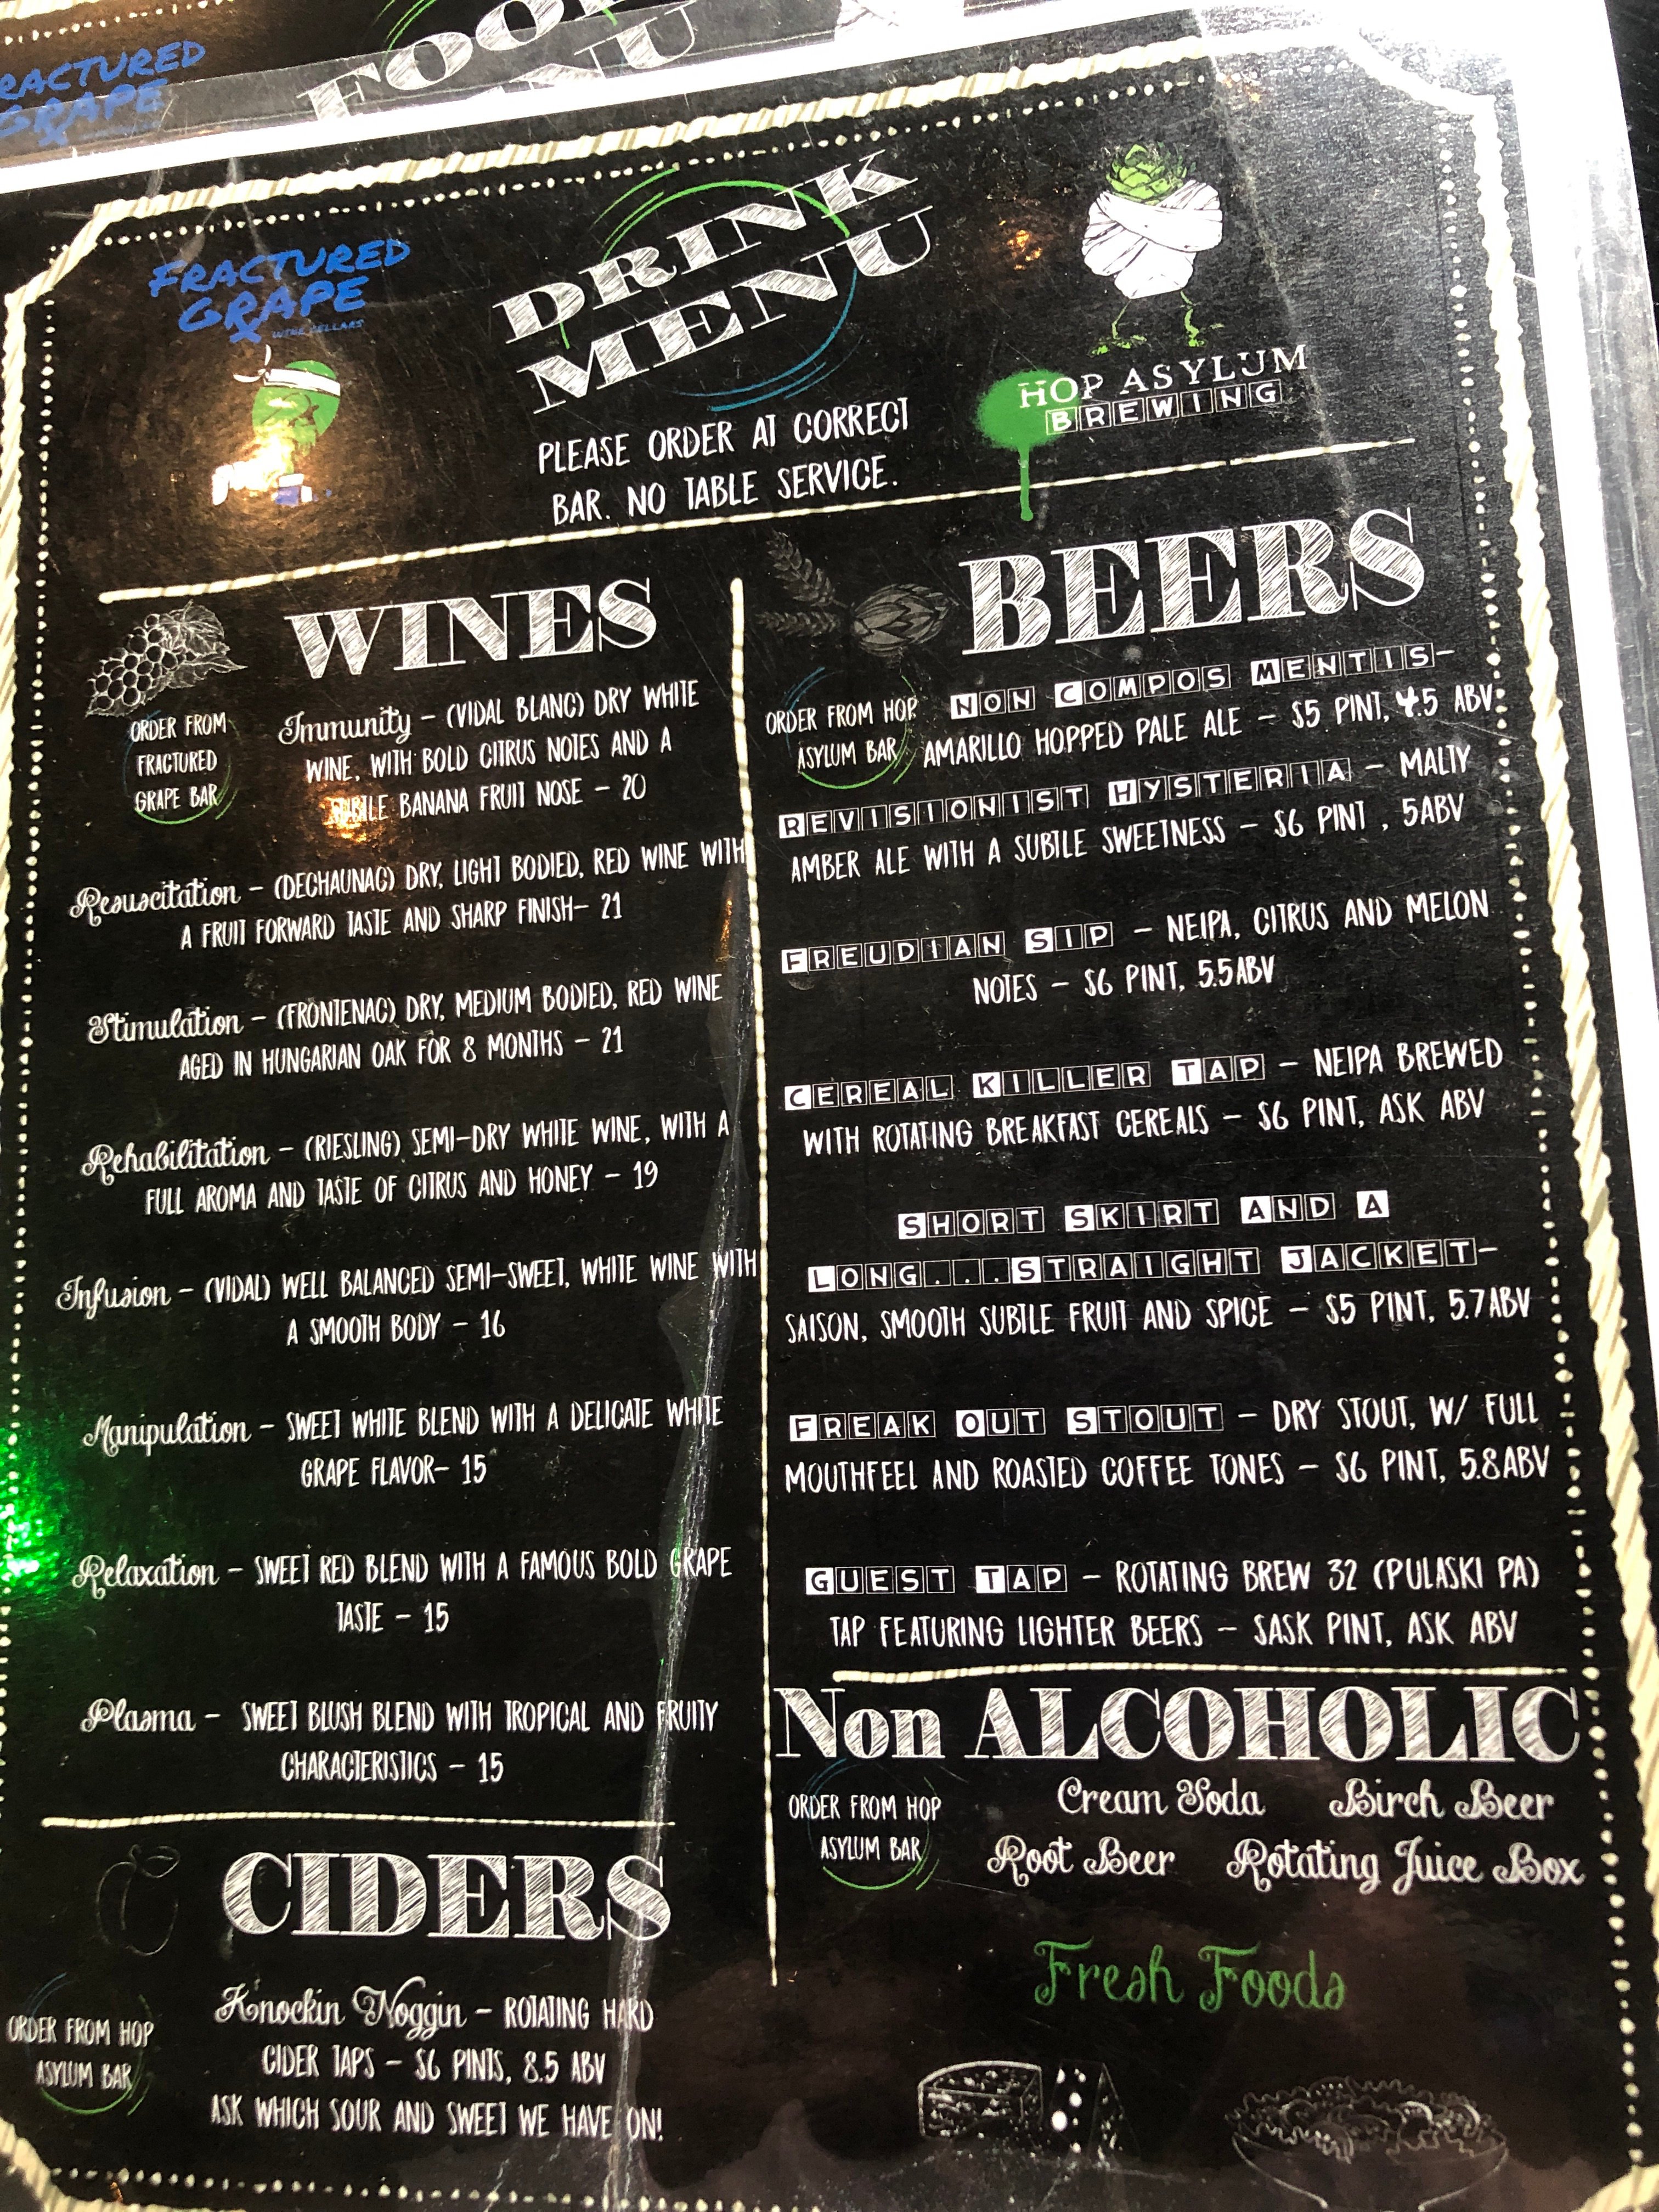 FOOD
MENU
FRACTURED
GRAPE
DRINK
MENU
FRACTURED
GRAPE
WINE CELLARS
HOP ASYLUM
BREWING
PLEASE ORDER AT CORRECT
BAR. NO TABLE SERVICE.
WINES
ORDER FROM
FRACTURED
GRAPE BAR
Immunity – (VIDAL BLANC) DRY WHITE
WINE, WITH BOLD CITRUS NOTES AND A
SUBTLE BANANA FRUIT NOSE – 20
Resuscitation – (DECHAUNAC) DRY, LIGHT BODIED, RED WINE WITH
A FRUIT FORWARD TASTE AND SHARP FINISH– 21
Stimulation – (FRONTENAC) DRY, MEDIUM BODIED, RED WINE
AGED IN HUNGARIAN OAK FOR 8 MONTHS – 21
Rehabilitation – (RIESLING) SEMI–DRY WHITE WINE, WITH A
FULL AROMA AND TASTE OF CITRUS AND HONEY – 19
Infusion – (VIDAL) WELL BALANCED SEMI–SWEET, WHITE WINE WITH
A SMOOTH BODY – 16
Manipulation – SWEET WHITE BLEND WITH A DELICATE WHITE
GRAPE FLAVOR– 15
Relaxation – SWEET RED BLEND WITH A FAMOUS BOLD GRAPE
TASTE – 15
Plasma – SWEET BLUSH BLEND WITH TROPICAL AND FRUITY
CHARACTERISTICS – 15
CIDERS
ORDER FROM HOP
ASYLUM BAR
Knockin Noggin – ROTATING HARD
CIDER TAPS – $6 PINTS, 8.5 ABV
ASK WHICH SOUR AND SWEET WE HAVE ON!
BEERS
ORDER FROM HOP
ASYLUM BAR
NON COMPOS MENTIS–
AMARILLO HOPPED PALE ALE – $5 PINT, 4.5 ABV
REVISIONIST HYSTERIA – MALTY
AMBER ALE WITH A SUBTLE SWEETNESS – $6 PINT , 5ABV
FREUDIAN SIP – NEIPA, CITRUS AND MELON
NOTES – $6 PINT, 5.5ABV
CEREAL KILLER TAP – NEIPA BREWED
WITH ROTATING BREAKFAST CEREALS – $6 PINT, ASK ABV
SHORT SKIRT AND A
LONG...STRAIGHT JACKET–
SAISON, SMOOTH SUBTLE FRUIT AND SPICE – $5 PINT, 5.7ABV
FREAK OUT STOUT – DRY STOUT, W/ FULL
MOUTHFEEL AND ROASTED COFFEE TONES – $6 PINT, 5.8ABV
GUEST TAP – ROTATING BREW 32 (PULASKI PA)
TAP FEATURING LIGHTER BEERS – $ASK PINT, ASK ABV
Non ALCOHOLIC
ORDER FROM HOP
ASYLUM BAR
Cream Soda Birch Beer
Root Beer Rotating Juice Box
Fresh Foods